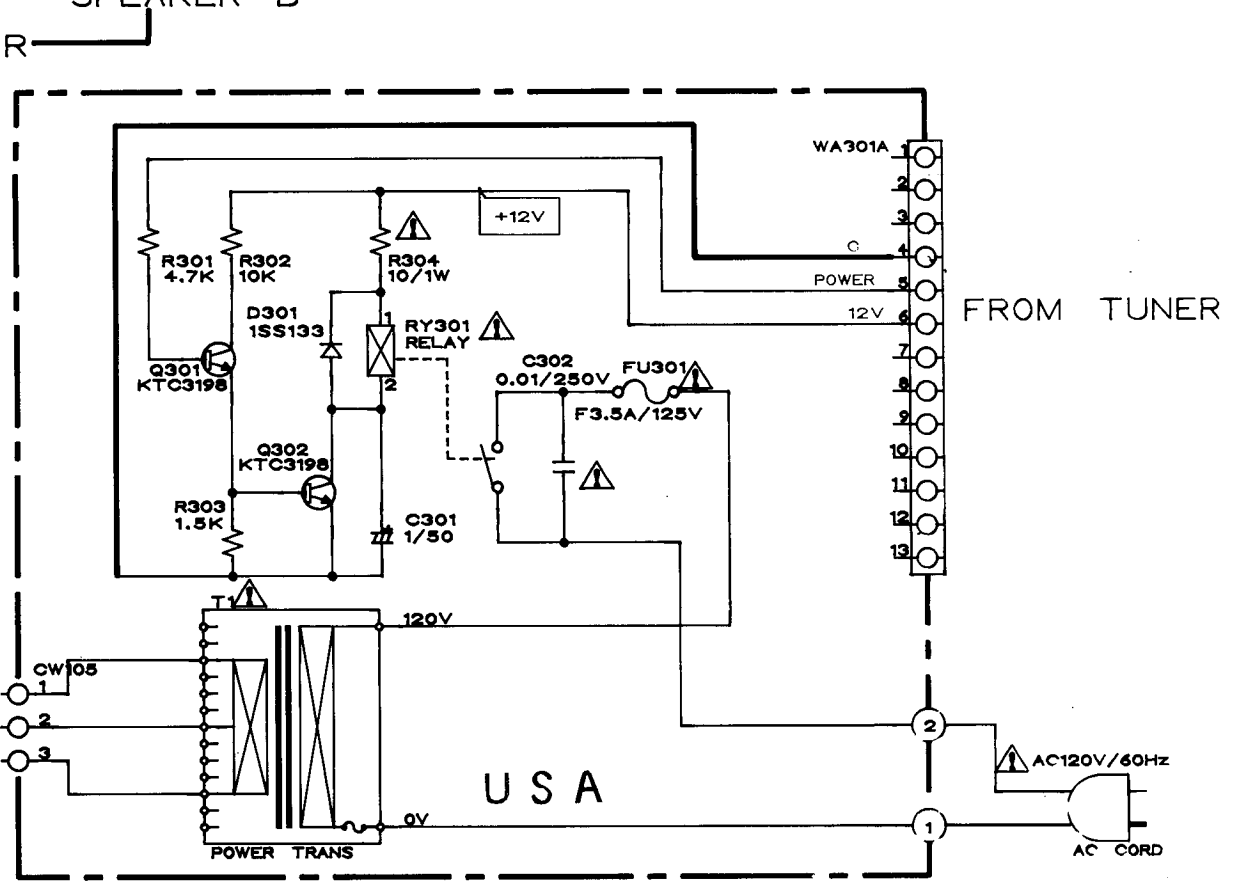 R
WA301A
1
2
3
G
4
POWER
5
12V
6
7
8
9
10
11
12
13
FROM TUNER
+12V
R301
4.7K
R302
10K
R304
10/1W
D301
1SS133
1
RY301
RELAY
2
Q301
KTC3198
C302
0.01/250V
FU301
F3.5A/125V
Q302
KTC3198
R303
1.5K
C301
1/50
+
T1
120V
CW105
1
2
3
USA
0V
POWER TRANS
2
1
AC120V/60Hz
AC CORD